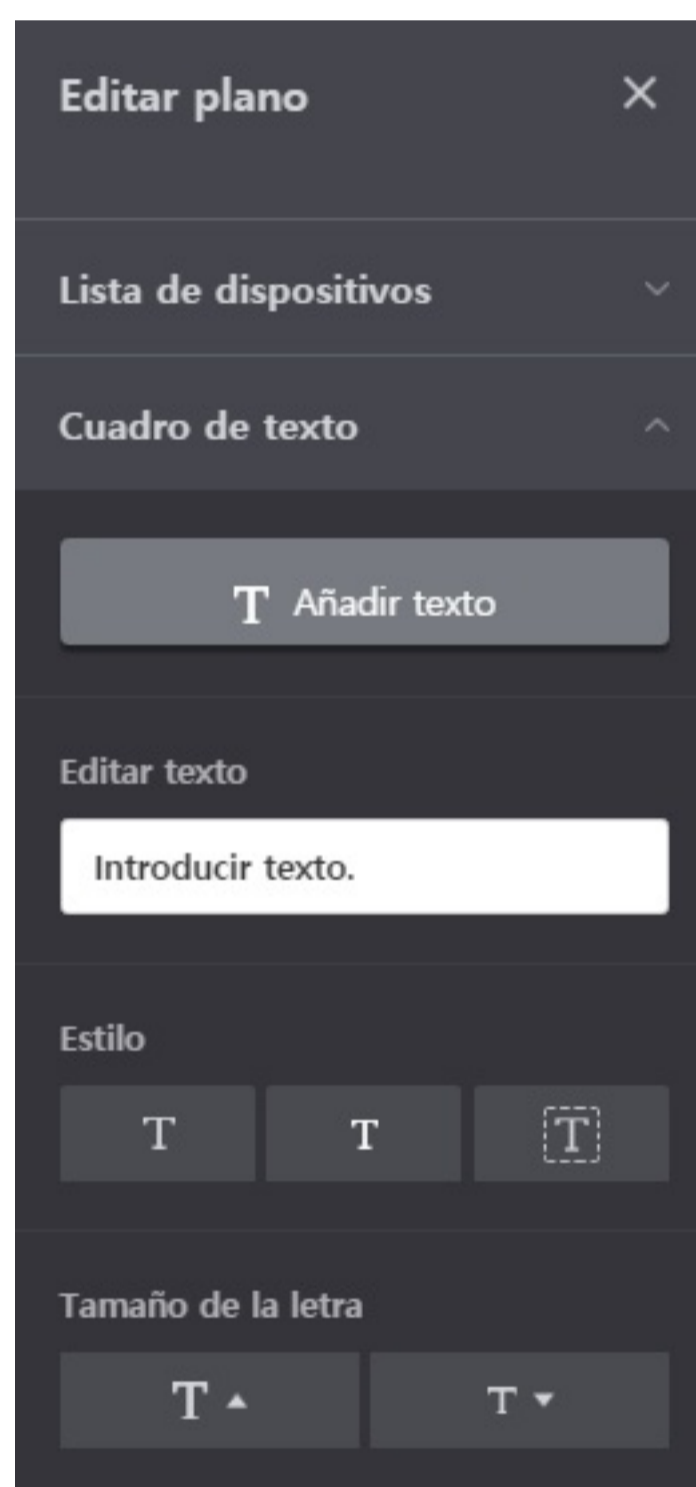 Editar plano
Lista de dispositivos
Cuadro de texto
T Añadir texto
Editar texto
Introducir texto.
Estilo
T T T
Tamaño de la letra
T T